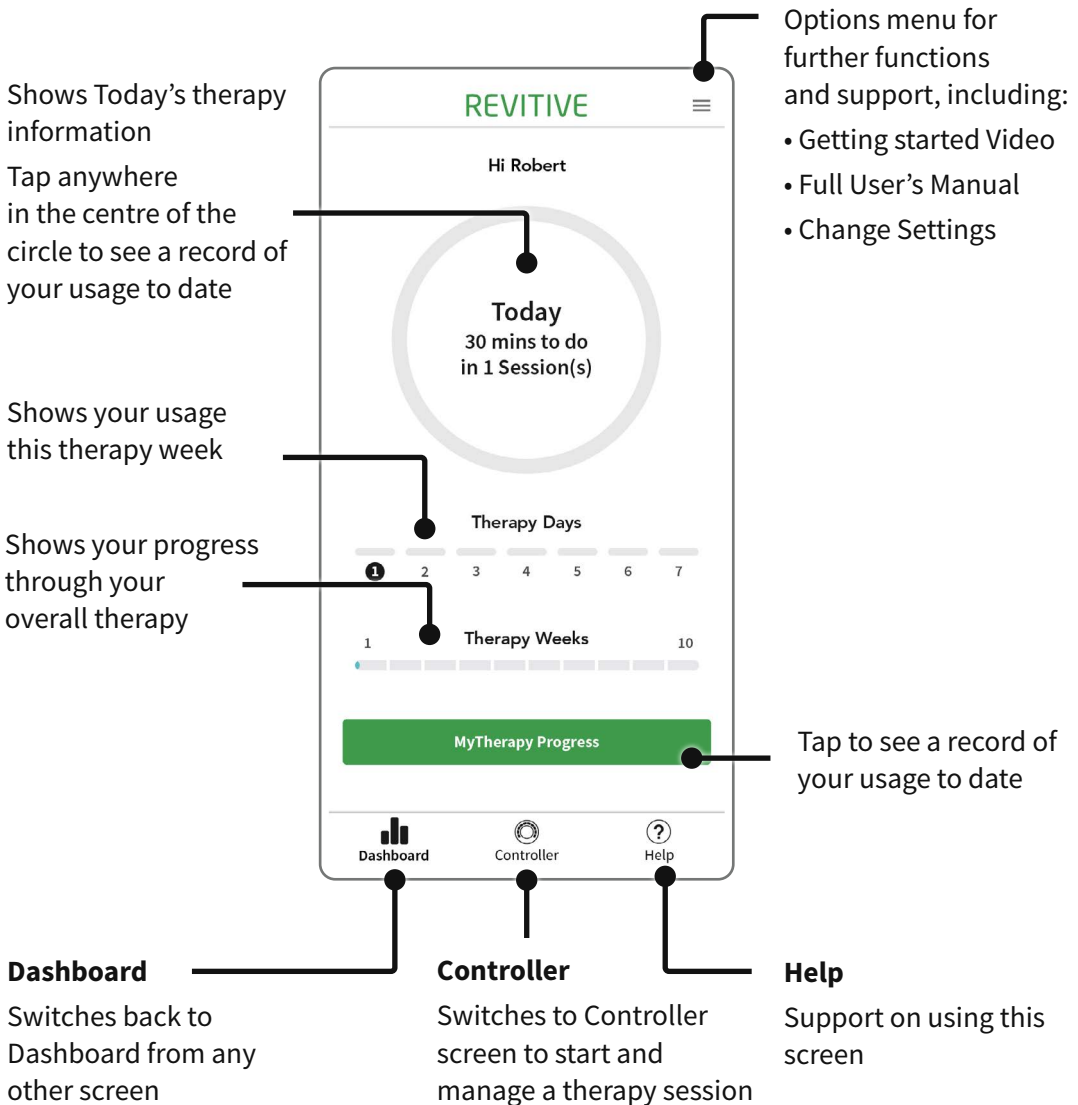 Options menu for
further functions
and support, including:
• Getting started Video
• Full User's Manual
• Change Settings
Shows Today's therapy
information
Tap anywhere
in the centre of the
circle to see a record of
your usage to date
Shows your usage
this therapy week
Shows your progress
through your
overall therapy
REVITIVE
Hi Robert
Today
30 mins to do
in 1 Session(s)
Therapy Days
1 2 3 4 5 6 7
1 Therapy Weeks 10
MyTherapy Progress
Tap to see a record of
your usage to date
Dashboard Controller Help
Dashboard
Switches back to
Dashboard from any
other screen
Controller
Switches to Controller
screen to start and
manage a therapy session
Help
Support on using this
screen